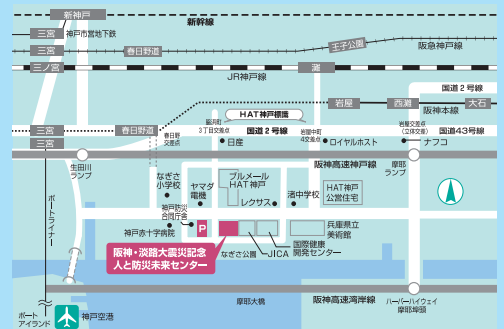 新神戸
新幹線
三宮
神戸市営地下鉄
三宮
春日野道
王子公園
阪急神戸線
三ノ宮
灘
JR神戸線
国道2号線
岩屋
西灘
大石
阪神本線
HAT神戸標識
脇浜町
3丁目交差点
国道2号線
岩屋中町
4交差点
岩屋交差点
(立体交差)
国道43号線
三宮
春日野道
春日野
交差点
日産
ロイヤルホスト
ナフコ
生田川
ランプ
阪神高速神戸線
摩耶
ランプ
なぎさ
小学校
ヤマダ
電機
ブルメール
HAT神戸
渚中学校
HAT神戸
公営住宅
レクサス
神戸防災
合同庁舎
神戸赤十字病院
P
兵庫県立
美術館
国際健康
開発センター
JICA
なぎさ公園
阪神・淡路大震災記念
人と防災未来センター
ポートライナー
摩耶大橋
阪神高速湾岸線
ハーバーハイウェイ
摩耶埠頭
ポート
アイランド
神戸空港